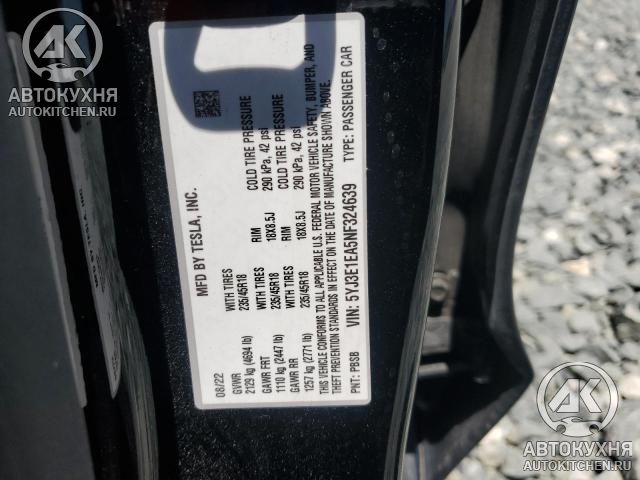 MFD BY TESLA, INC.
08/22
GVWR
2129 kg (4694 lb)
GAWR FRT WITH TIRES RIM COLD TIRE PRESSURE
1110 kg (2447 lb) 235/45R18 18X8.5J 290 kPa, 42 psi
GAWR RR WITH TIRES RIM COLD TIRE PRESSURE
1257 kg (2771 lb) 235/45R18 18X8.5J 290 kPa, 42 psi
THIS VEHICLE CONFORMS TO ALL APPLICABLE U.S. FEDERAL MOTOR VEHICLE SAFETY, BUMPER, AND
THEFT PREVENTION STANDARDS IN EFFECT ON THE DATE OF MANUFACTURE SHOWN ABOVE.
VIN: 5YJ3E1EA5NF324639
PNT: PBSB TYPE: PASSENGER CAR
АК
АВТОКУХНЯ
AUTOKITCHEN.RU
АК
АВТОКУХНЯ
AUTOKITCHEN.RU